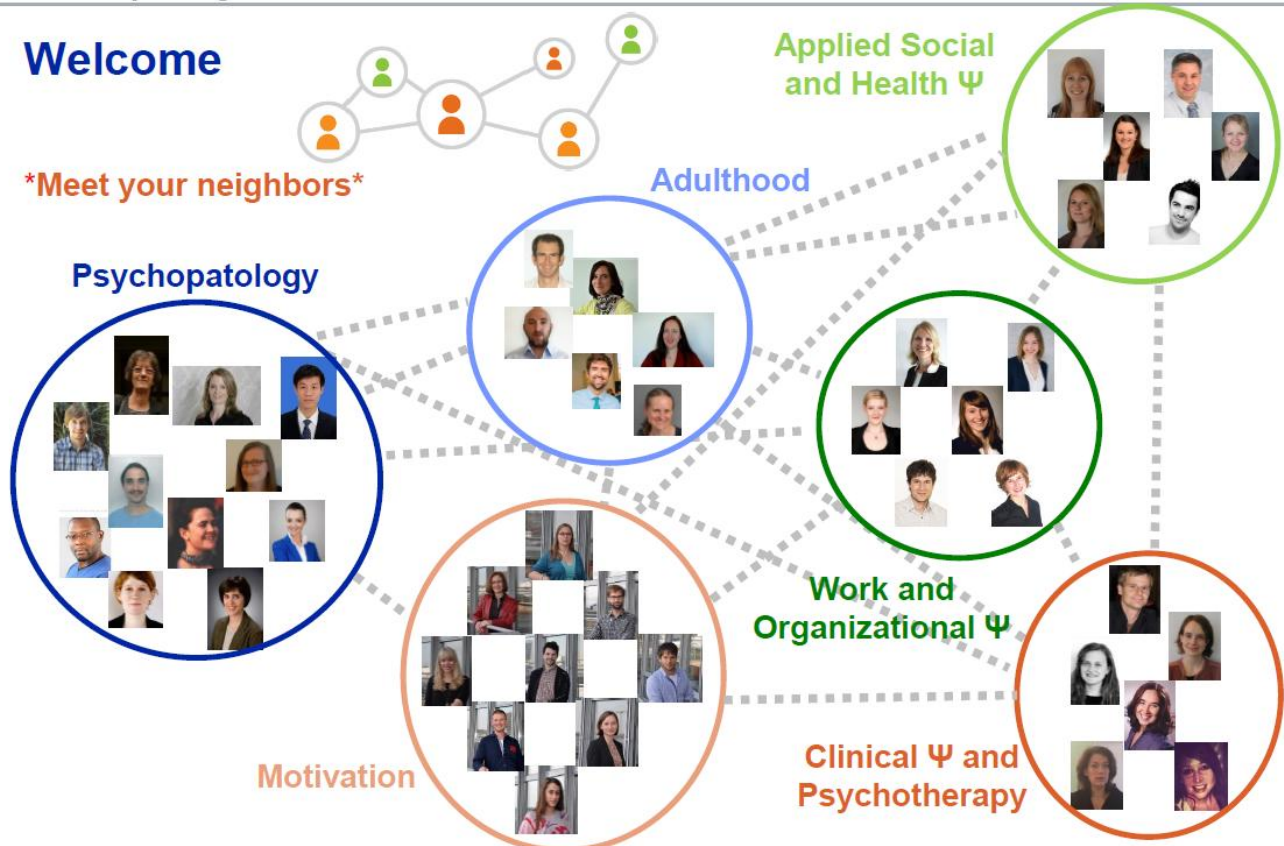 Welcome
*Meet your neighbors*
Applied Social
and Health Ψ
Adulthood
Psychopatology
Work and
Organizational Ψ
Motivation
Clinical Ψ and
Psychotherapy